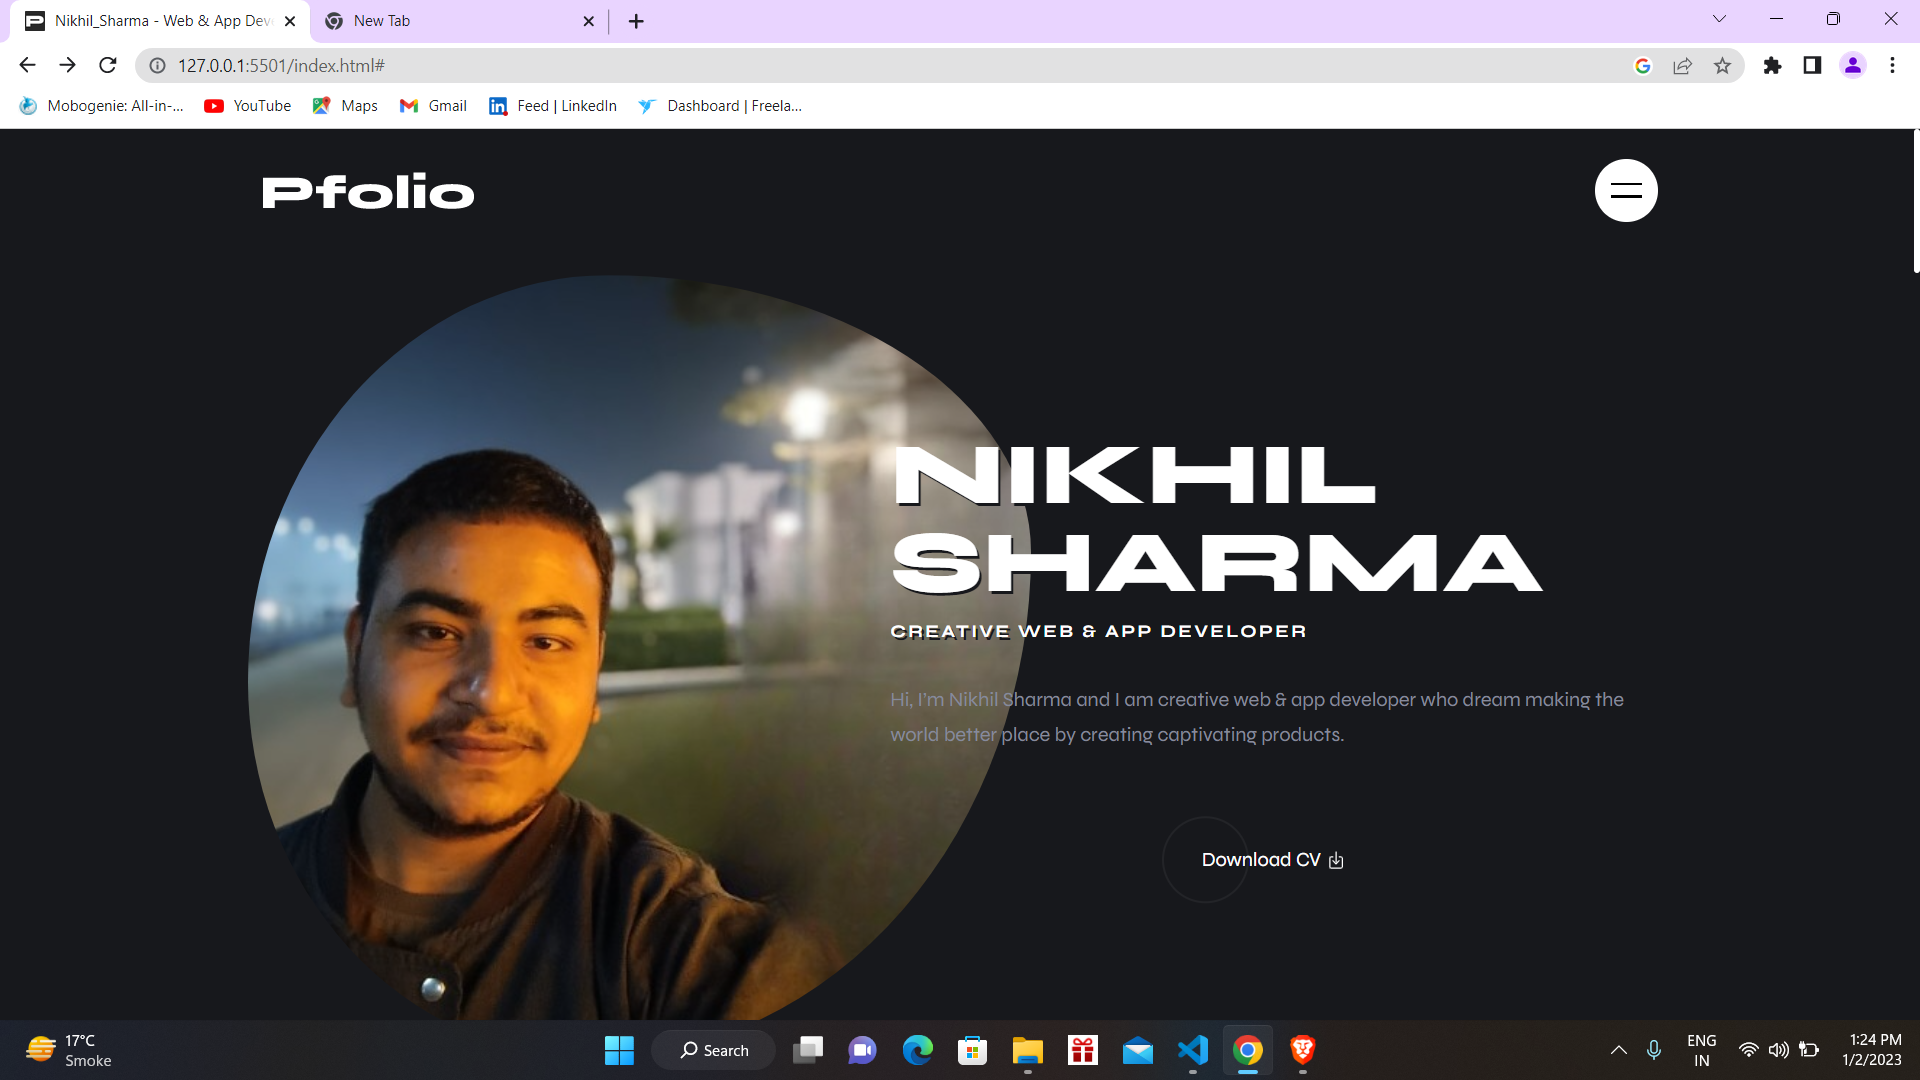 Nikhil_Sharma - Web & App Dev
New Tab
127.0.0.1:5501/index.html#
Mobogenie: All-in-...
YouTube
Maps
Gmail
Feed | LinkedIn
Dashboard | Freela...
Pfolio
NIKHIL
SHARMA
CREATIVE WEB & APP DEVELOPER
Hi, I'm Nikhil Sharma and I am creative web & app developer who dream making the
world better place by creating captivating products.
Download CV
17°C
Smoke
Search
ENG
IN
1:24 PM
1/2/2023